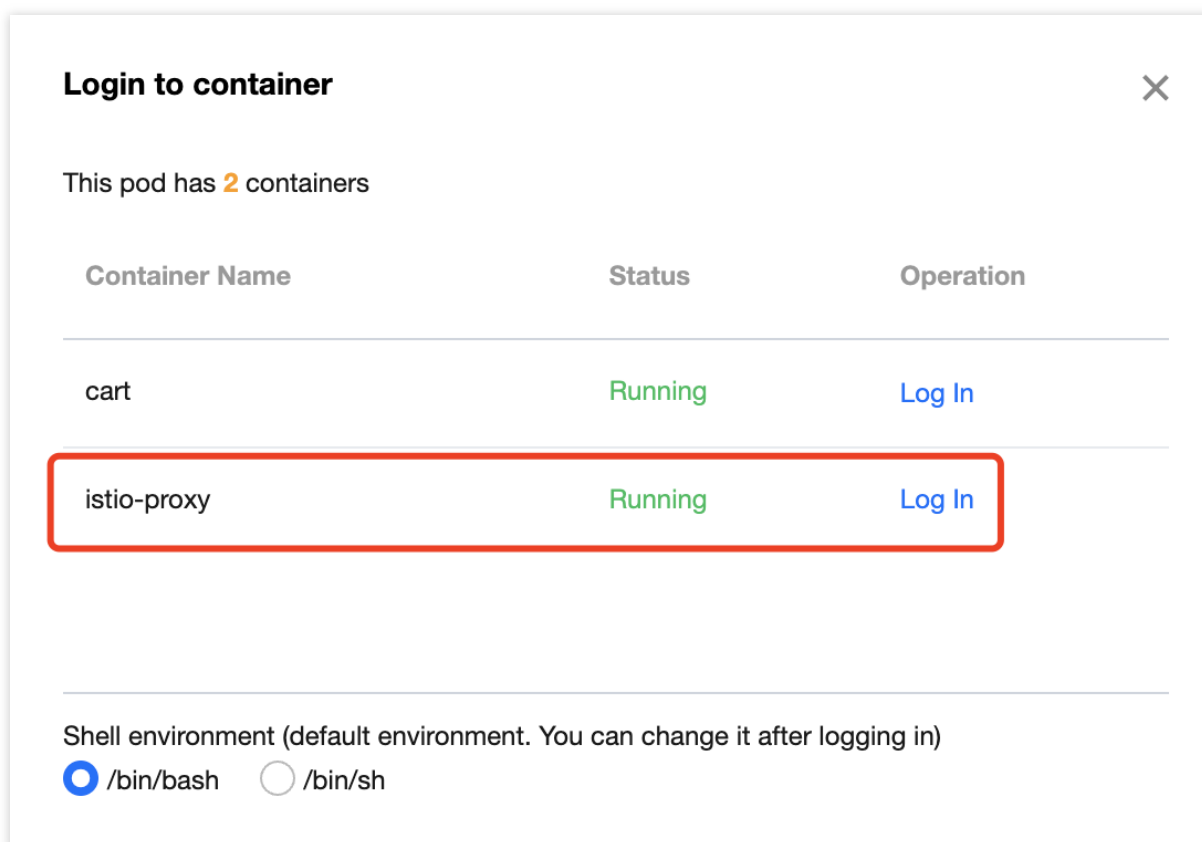 Login to container
This pod has 2 containers
Container Name Status Operation
cart Running Log In
istio-proxy Running Log In
Shell environment (default environment. You can change it after logging in)
/bin/bash /bin/sh